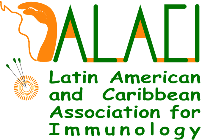 ALACI
Latin American
and Caribbean
Association for
Immunology